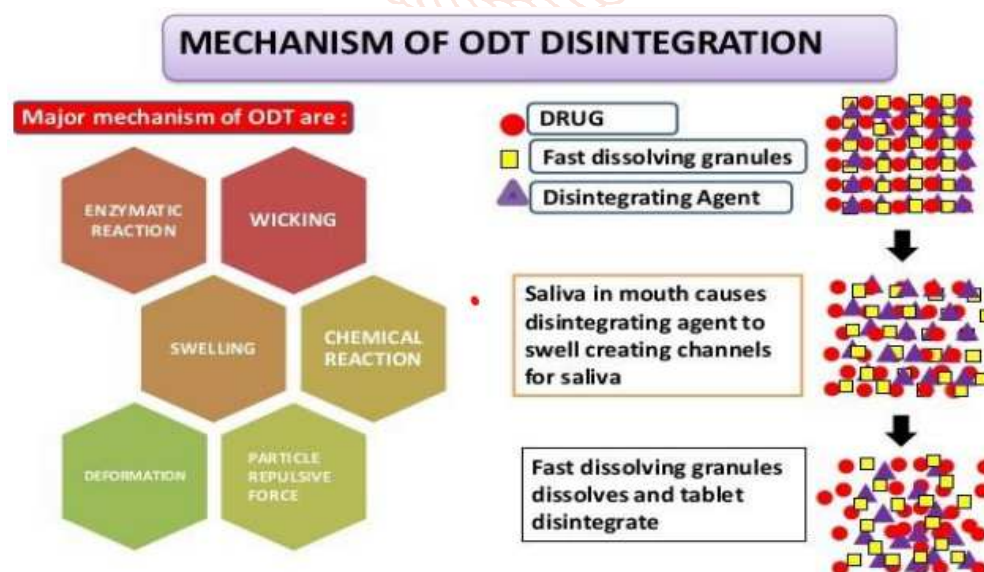 MECHANISM OF ODT DISINTEGRATION
Major mechanism of ODT are :
ENZYMATIC
REACTION
WICKING
SWELLING
CHEMICAL
REACTION
DEFORMATION
PARTICLE
REPULSIVE
FORCE
DRUG
Fast dissolving granules
Disintegrating Agent
Saliva in mouth causes
disintegrating agent to
swell creating channels
for saliva
Fast dissolving granules
dissolves and tablet
disintegrate